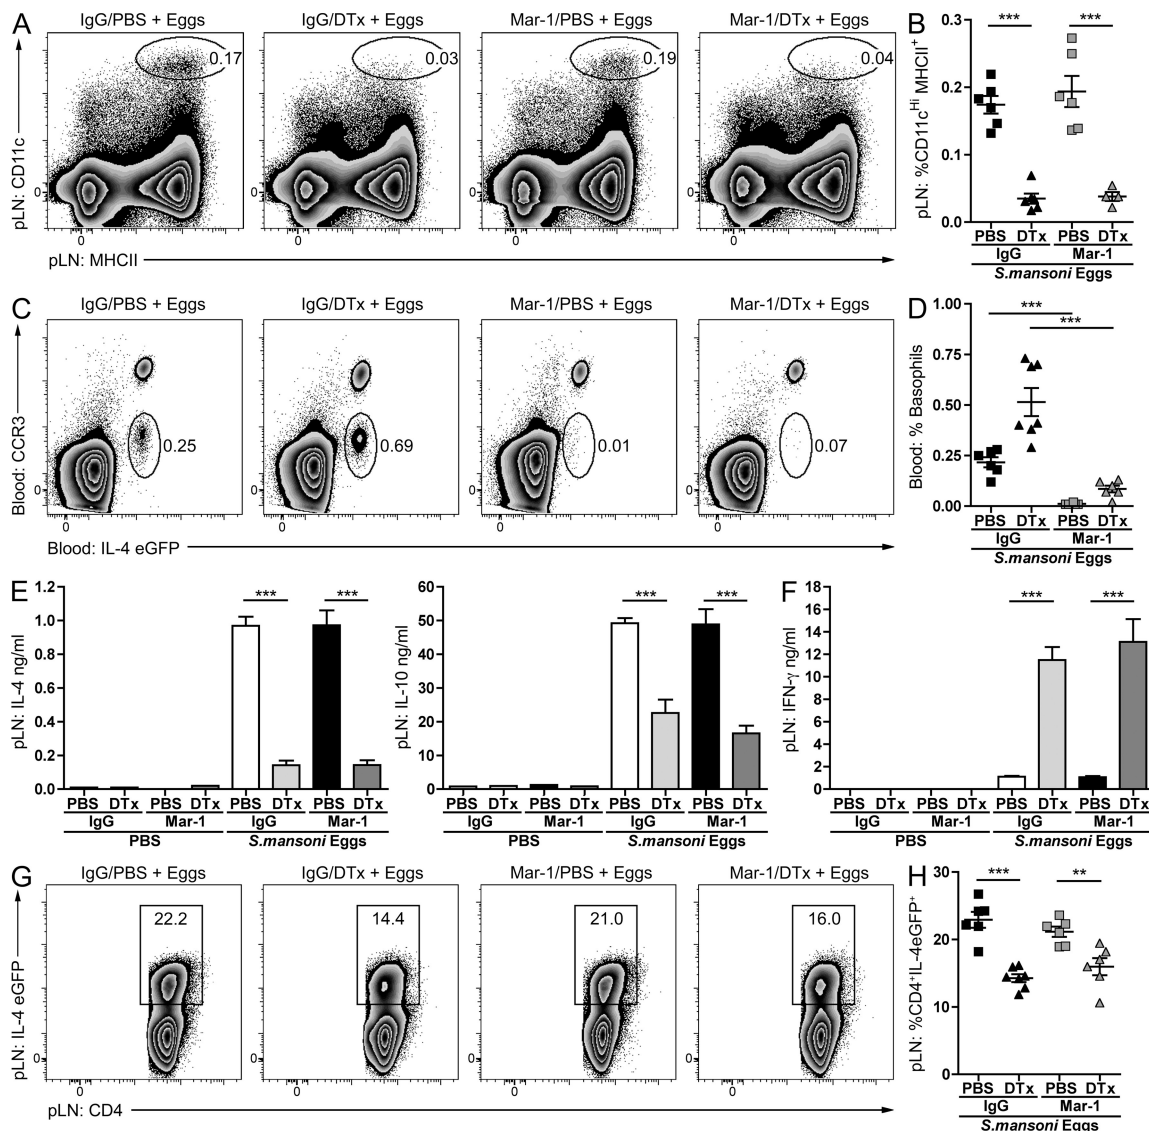 A
IgG/PBS + Eggs
IgG/DTx + Eggs
Mar-1/PBS + Eggs
Mar-1/DTx + Eggs
pLN: CD11c
0.17
0.03
0.19
0.04
0
0 0 0 0
pLN: MHCII
B
pLN: %CD11cHi MHCII+
0.3
0.2
0.1
0.0
*** ***
PBS DTx PBS DTx
IgG Mar-1
S.mansoni Eggs
C
IgG/PBS + Eggs
IgG/DTx + Eggs
Mar-1/PBS + Eggs
Mar-1/DTx + Eggs
Blood: CCR3
0.25
0.69
0.01
0.07
0
0 0 0 0
Blood: IL-4 eGFP
D
Blood: % Basophils
1.00
0.75
0.50
0.25
0.00
***
***
PBS DTx PBS DTx
IgG Mar-1
S.mansoni Eggs
E
pLN: IL-4 ng/ml
1.2
1.0
0.8
0.6
0.4
0.2
0.0
*** ***
PBS DTx PBS DTx PBS DTx PBS DTx
IgG Mar-1 IgG Mar-1
PBS S.mansoni Eggs
pLN: IL-10 ng/ml
60
50
40
30
20
10
0
*** ***
PBS DTx PBS DTx PBS DTx PBS DTx
IgG Mar-1 IgG Mar-1
PBS S.mansoni Eggs
F
pLN: IFN-γ ng/ml
18
16
14
12
10
8
6
4
2
0
*** ***
PBS DTx PBS DTx PBS DTx PBS DTx
IgG Mar-1 IgG Mar-1
PBS S.mansoni Eggs
G
IgG/PBS + Eggs
IgG/DTx + Eggs
Mar-1/PBS + Eggs
Mar-1/DTx + Eggs
pLN: IL-4 eGFP
22.2
14.4
21.0
16.0
0
0 0 0 0
pLN: CD4
H
pLN: %CD4+IL-4eGFP+
30
20
10
0
*** **
PBS DTx PBS DTx
IgG Mar-1
S.mansoni Eggs